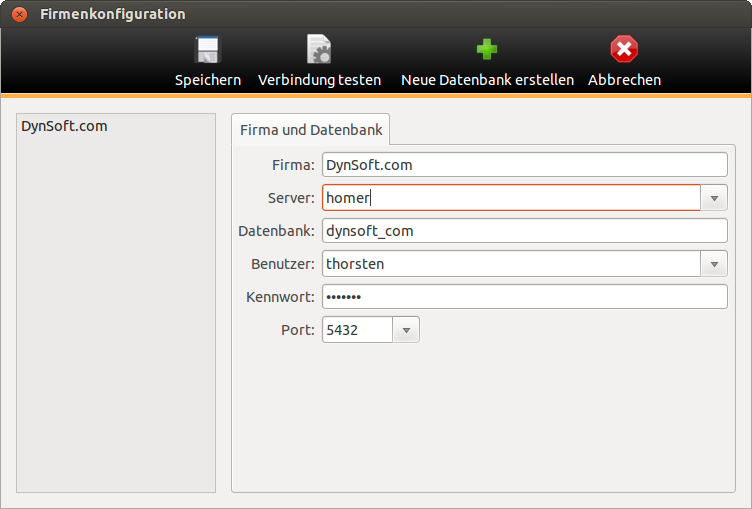 Firmenkonfiguration
Speichern Verbindung testen Neue Datenbank erstellen Abbrechen
DynSoft.com
Firma und Datenbank
Firma: DynSoft.com
Server: homer
Datenbank: dynsoft_com
Benutzer: thorsten
Kennwort: •••••••
Port: 5432